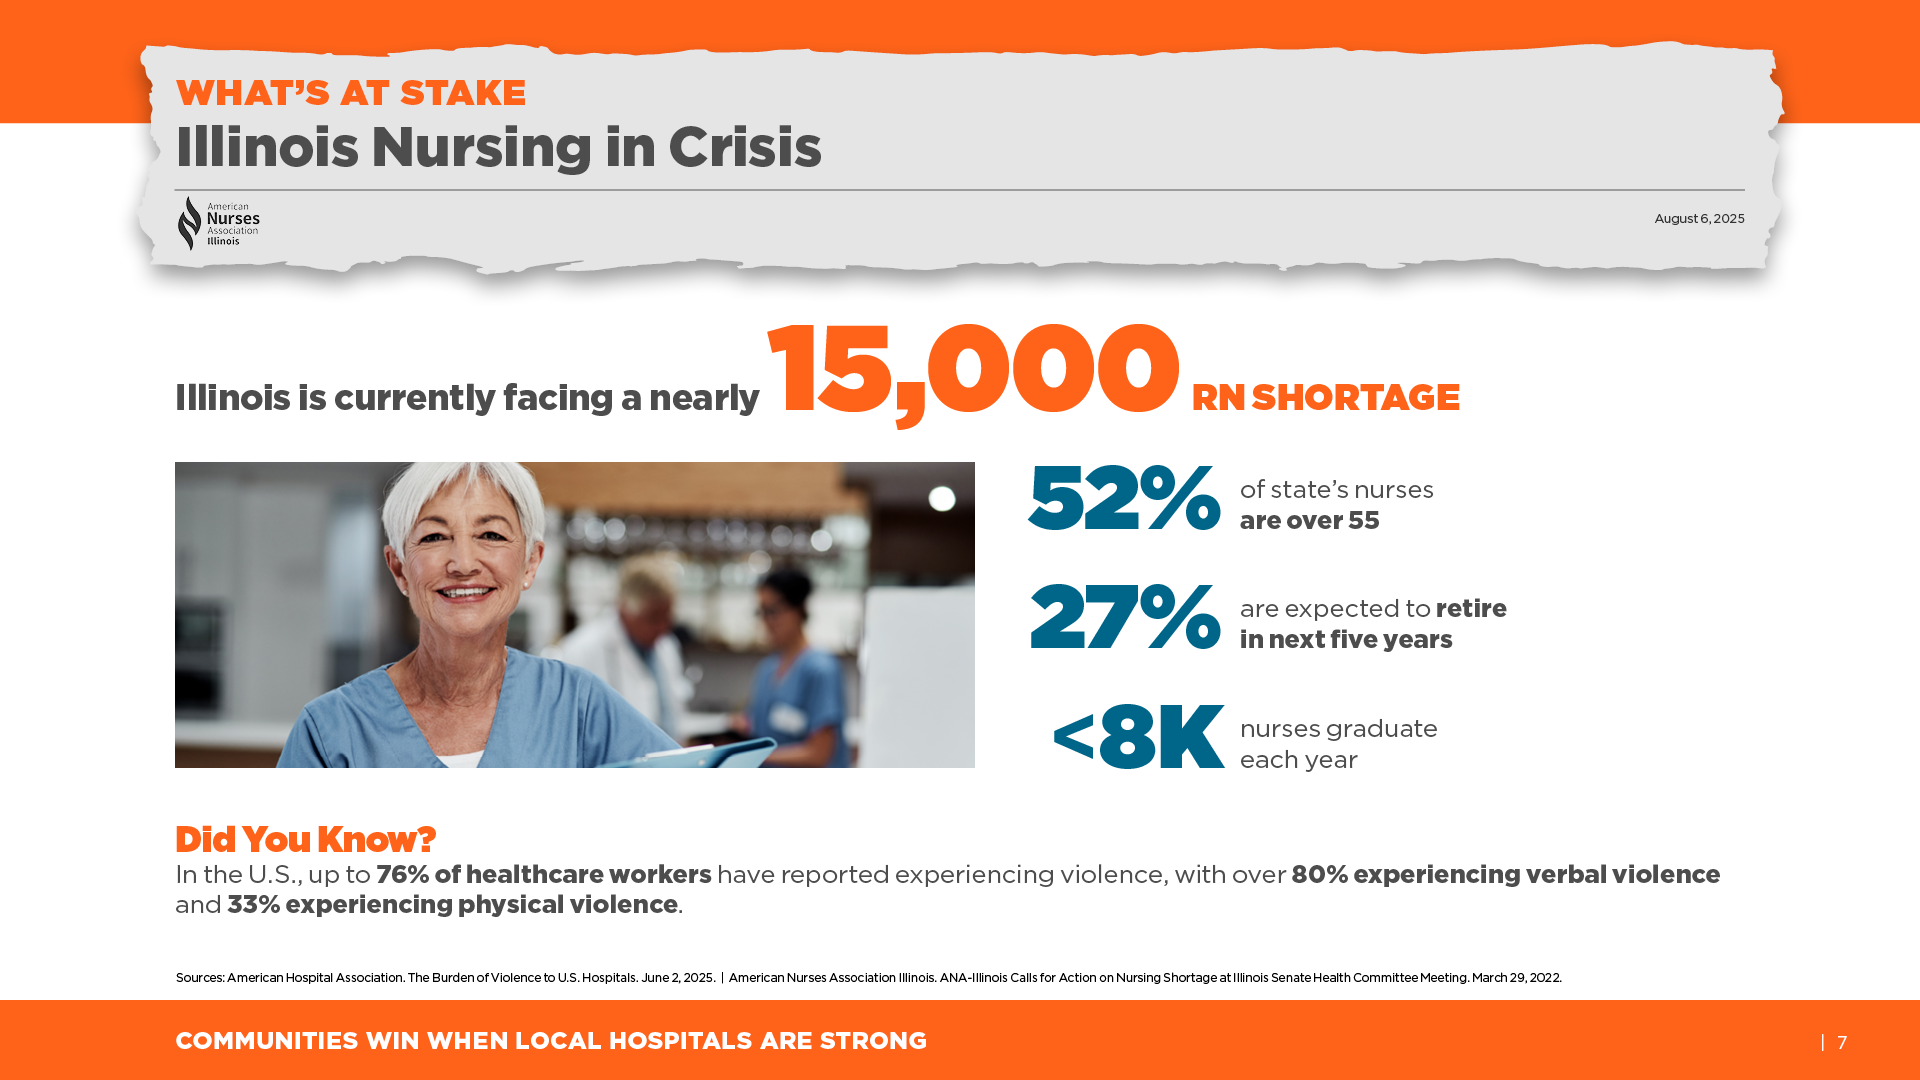 WHAT’S AT STAKE
Illinois Nursing in Crisis
American
Nurses
Association
Illinois
August 6, 2025
Illinois is currently facing a nearly 15,000 RN SHORTAGE
52% of state’s nurses
are over 55
27% are expected to retire
in next five years
<8K nurses graduate
each year
Did You Know?
In the U.S., up to 76% of healthcare workers have reported experiencing violence, with over 80% experiencing verbal violence
and 33% experiencing physical violence.
Sources: American Hospital Association. The Burden of Violence to U.S. Hospitals. June 2, 2025. | American Nurses Association Illinois. ANA-Illinois Calls for Action on Nursing Shortage at Illinois Senate Health Committee Meeting. March 29, 2022.
COMMUNITIES WIN WHEN LOCAL HOSPITALS ARE STRONG
| 7